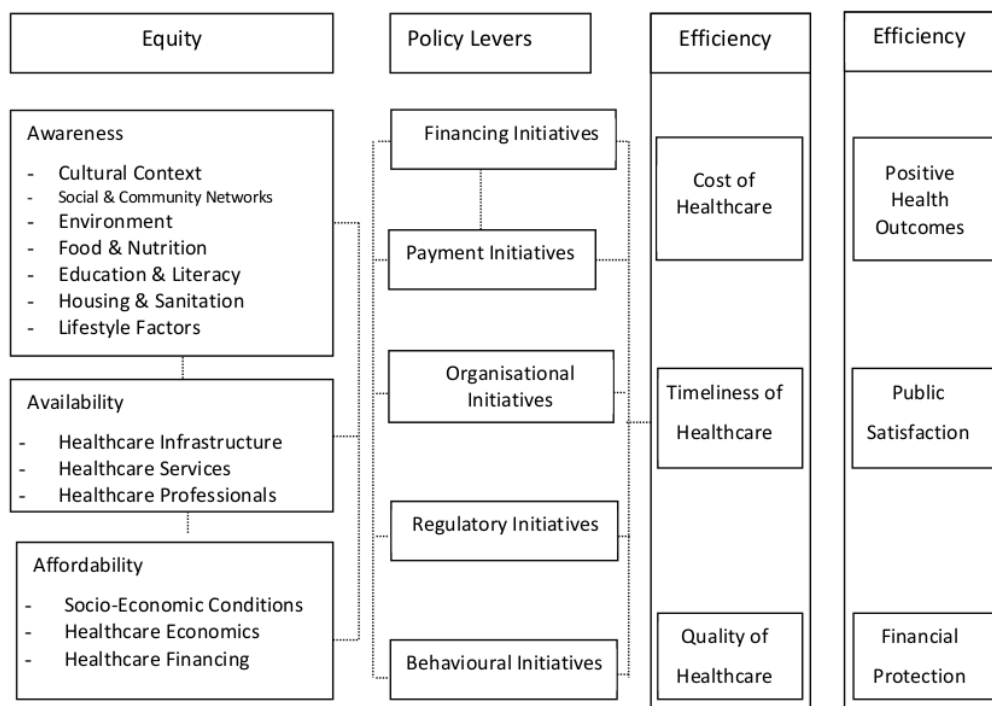 Equity
Policy Levers
Efficiency
Efficiency
Awareness
- Cultural Context
- Social & Community Networks
- Environment
- Food & Nutrition
- Education & Literacy
- Housing & Sanitation
- Lifestyle Factors
Availability
- Healthcare Infrastructure
- Healthcare Services
- Healthcare Professionals
Affordability
- Socio-Economic Conditions
- Healthcare Economics
- Healthcare Financing
Financing Initiatives
Payment Initiatives
Organisational
Initiatives
Regulatory Initiatives
Behavioural Initiatives
Cost of
Healthcare
Timeliness of
Healthcare
Quality of
Healthcare
Positive
Health
Outcomes
Public
Satisfaction
Financial
Protection